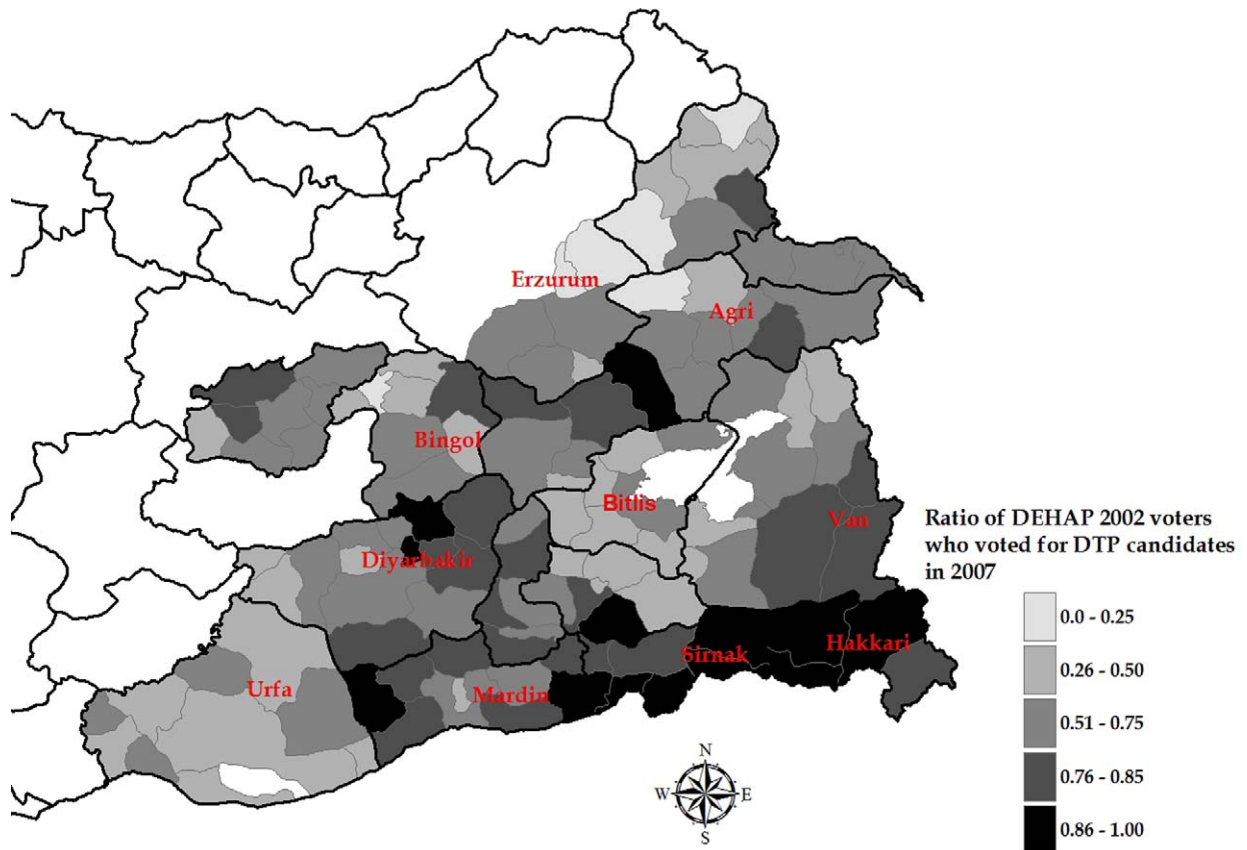 Erzurum
Agri
Bingol
Bitlis
Van
Diyarbakir
Sirnak
Hakkari
Urfa
Mardin
Ratio of DEHAP 2002 voters
who voted for DTP candidates
in 2007
0.0 - 0.25
0.26 - 0.50
0.51 - 0.75
0.76 - 0.85
0.86 - 1.00
N
W E
S